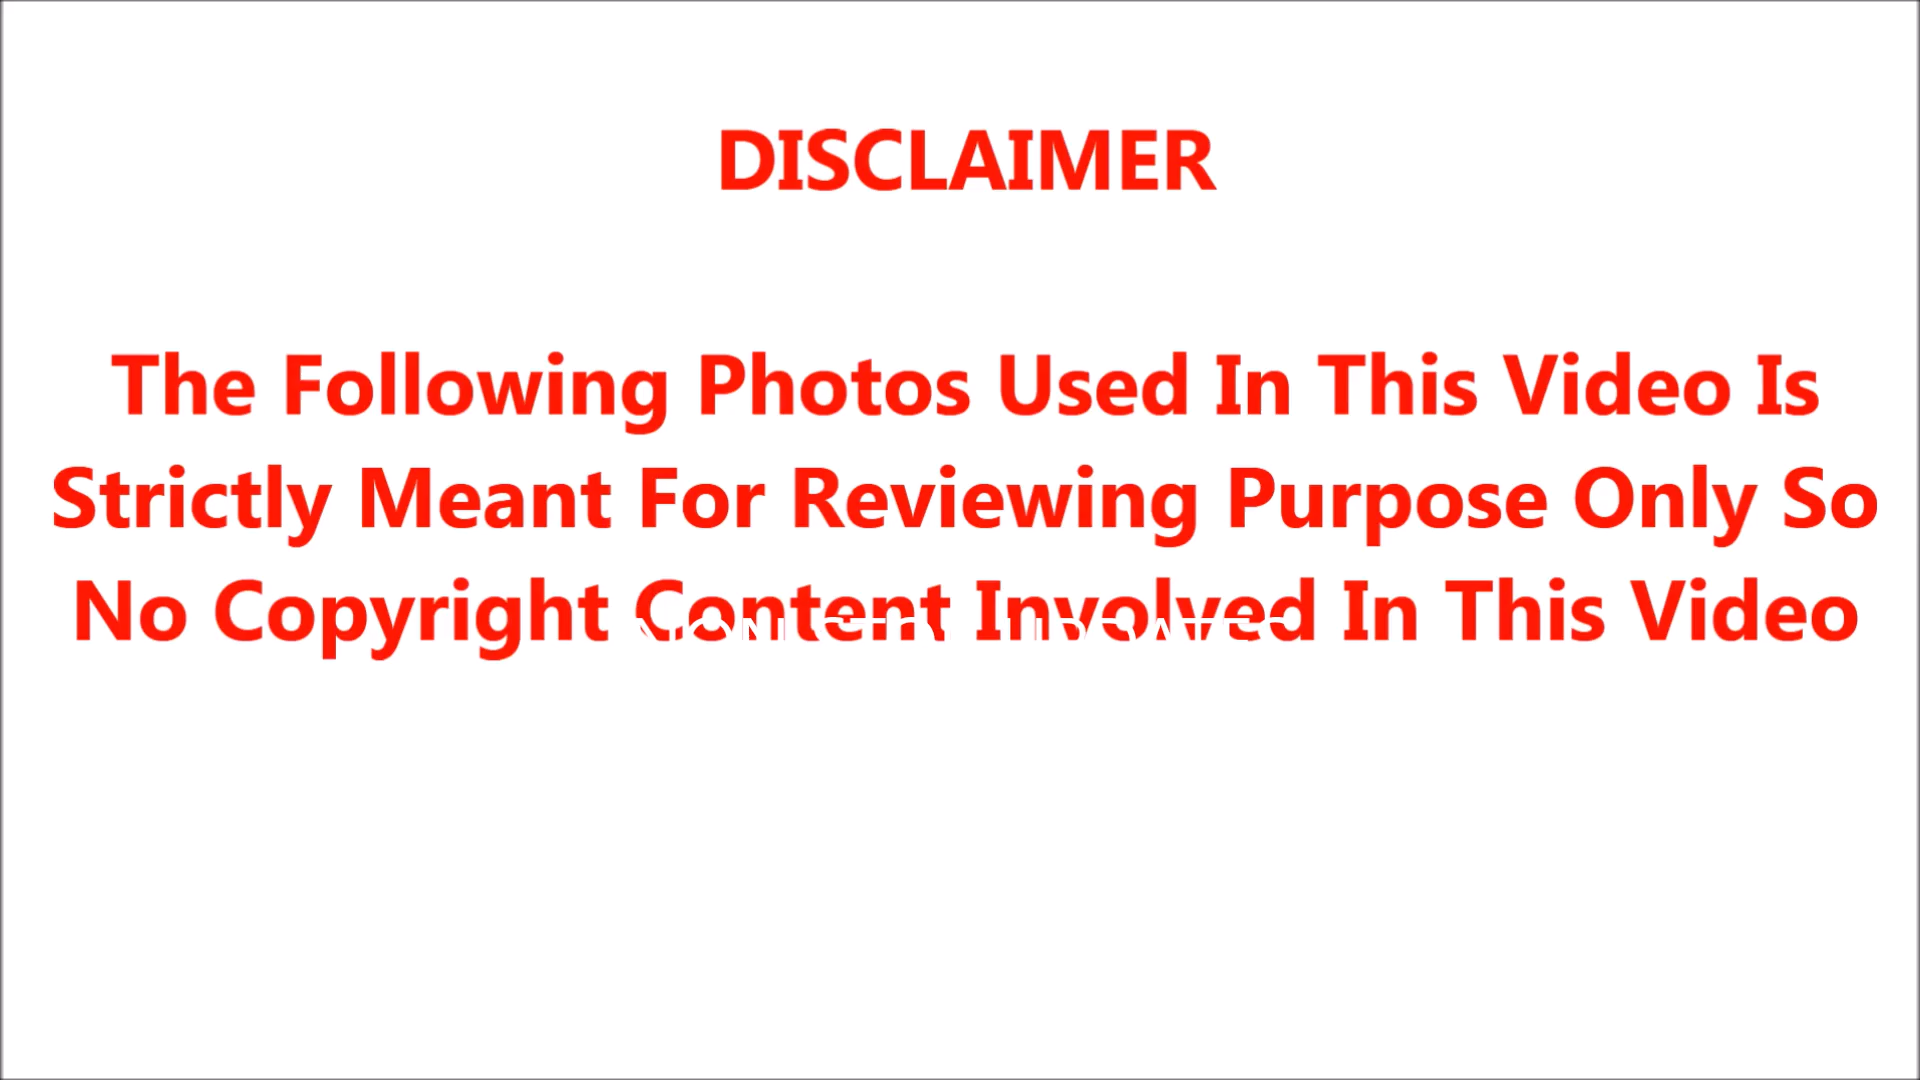 DISCLAIMER
The Following Photos Used In This Video Is
Strictly Meant For Reviewing Purpose Only So
No Copyright Content Involved In This Video